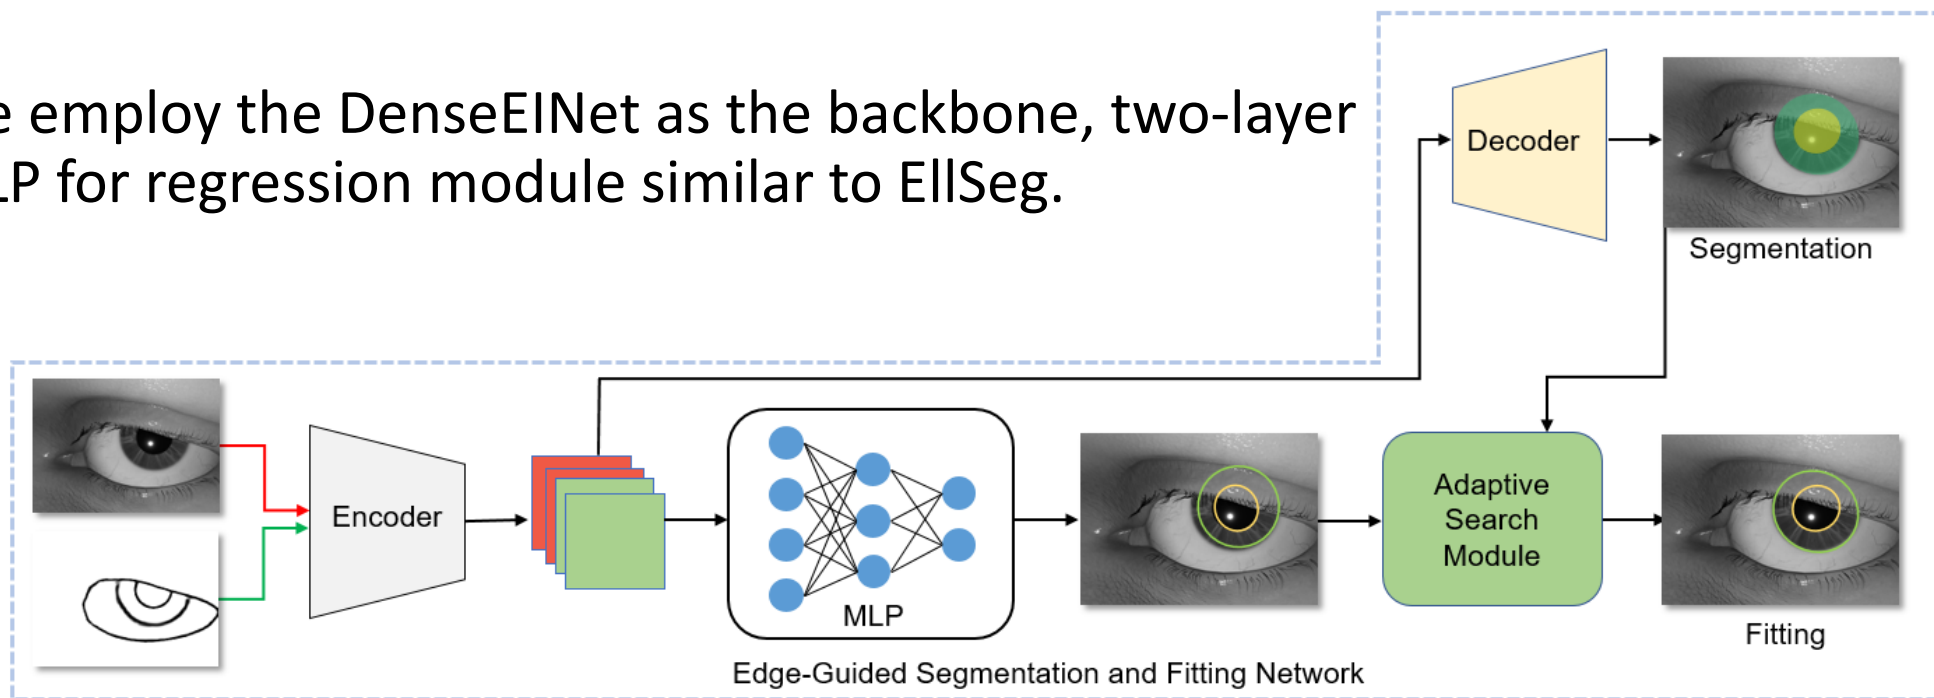 e employ the DenseElNet as the backbone, two-layer
LP for regression module similar to EllSeg.
Decoder
Segmentation
Encoder
MLP
Adaptive
Search
Module
Fitting
Edge-Guided Segmentation and Fitting Network